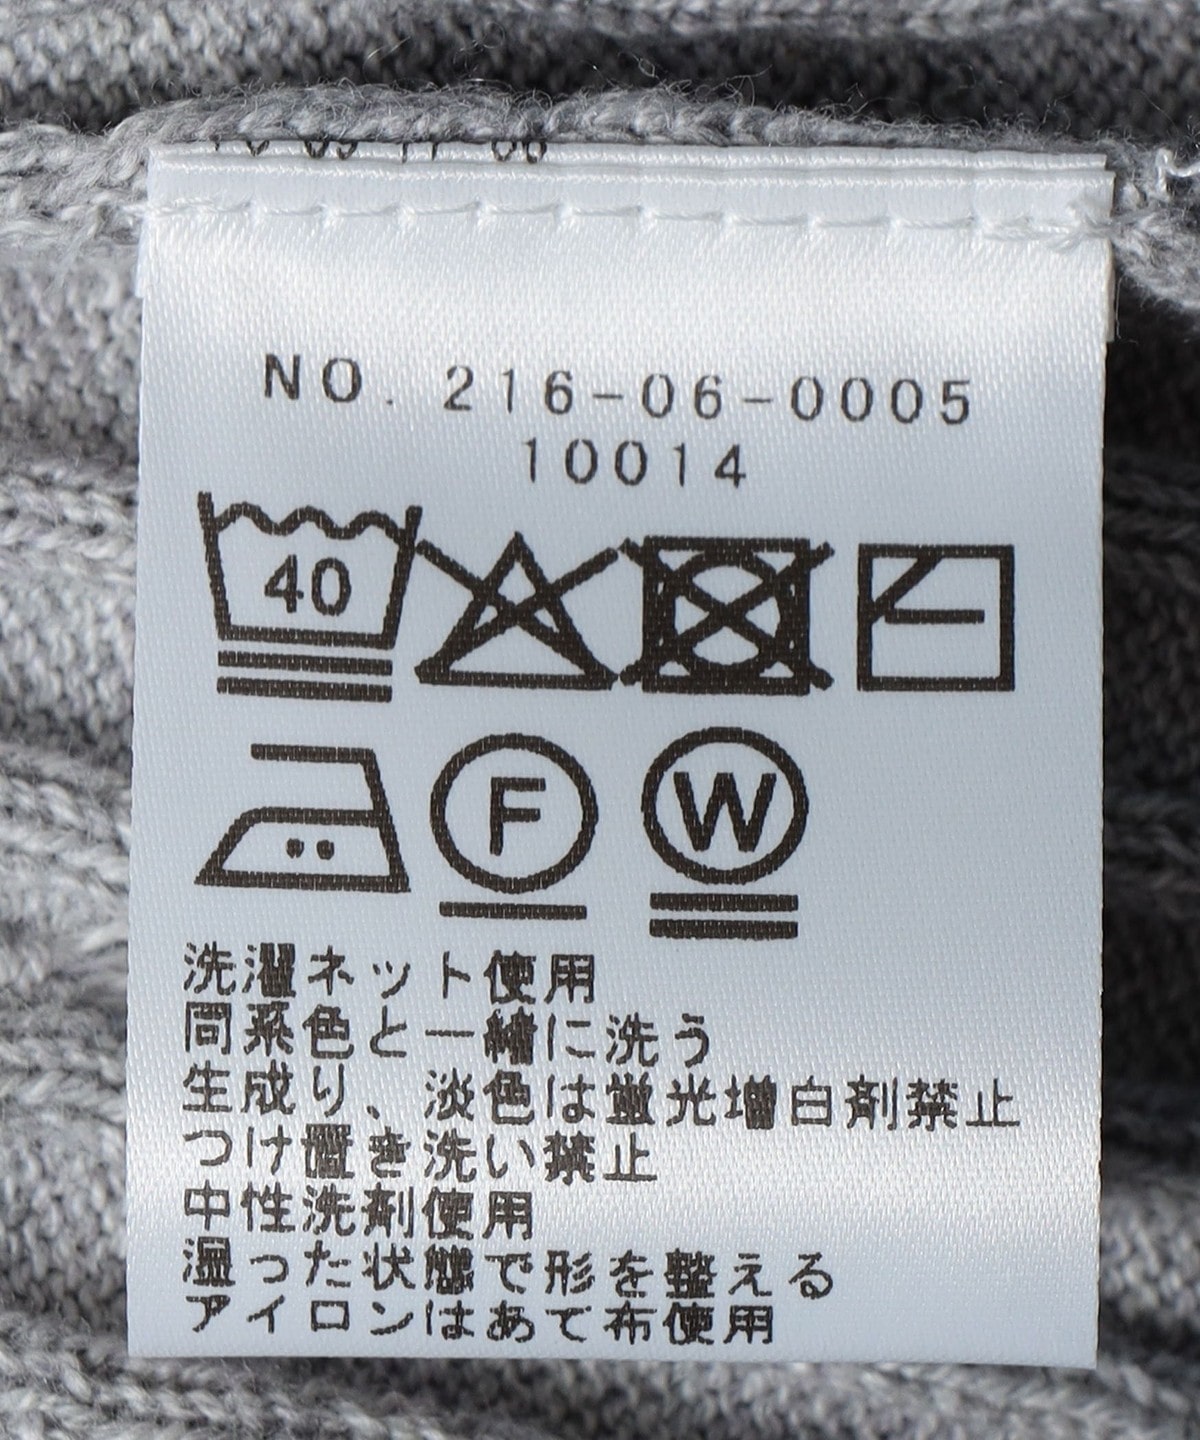 NO. 216-06-0005
10014
40
F
W
洗濯ネット使用
同系色と一緒に洗う
生成り、淡色は蛍光増白剤禁止
つけ置き洗い禁止
中性洗剤使用
湿った状態で形を整える
アイロンはあて布使用